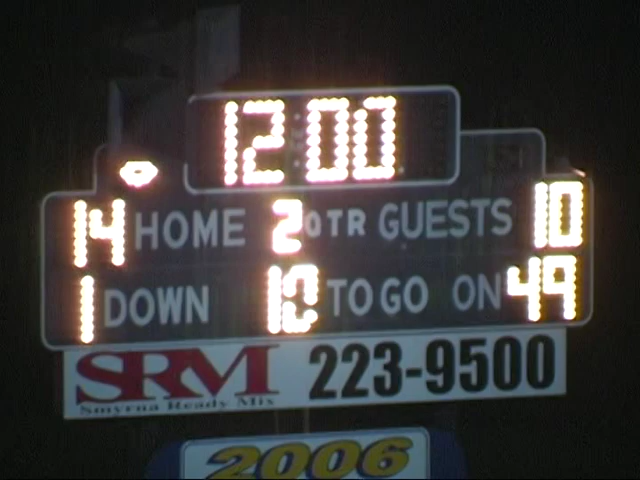 12:00
14 HOME 2 QTR GUESTS 10
1 DOWN 10 TO GO ON 49
SRM 223-9500
Smyrna Ready Mix
2006